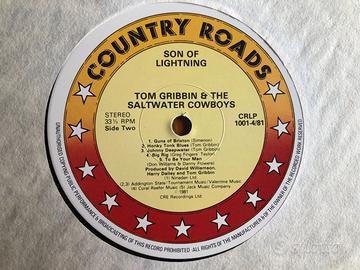 COUNTRY ROADS
SON OF
LIGHTNING
TOM GRIBBIN & THE
SALTWATER COWBOYS
STEREO
33⅓ RPM
Side Two
CRLP
1001-4/81
1. Guns of Brixton (Simenon)
2. Honky Tonk Blues (Tom Gribbin)
3. Johnny Deepwater (Tom Gribbin)
4. Big Rig (Greg Finger Taylor)
5. To Be Your Man
(Don Williams & Danny Flowers)
Produced by David Williamson,
Harry Dailey and Tom Gribbin
(1) Nineden Ltd.
(2,3) Addington State/Tournament Music/Valentine Music
(4) Coral Reefer Music (5) Jack Music Company
1981
CRE Recordings Ltd
UNAUTHORISED COPYING PUBLIC PERFORMANCE & BROADCASTING OF THIS RECORD PROHIBITED · ALL RIGHTS OF THE MANUFACTURER & OF THE OWNER OF THE RECORDED WORK RESERVED